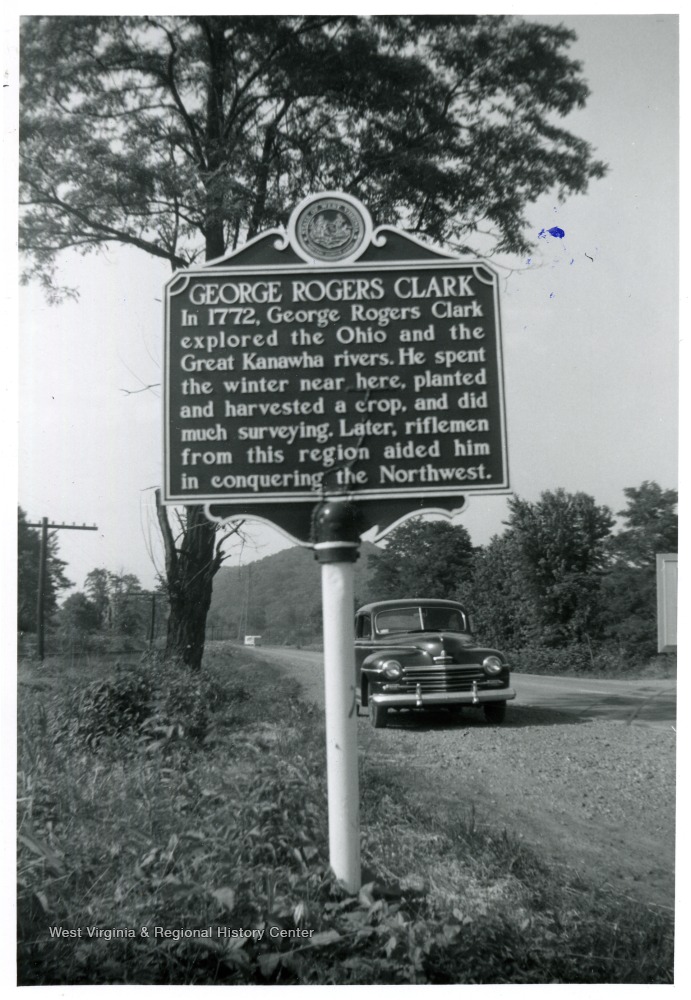 GEORGE ROGERS CLARK
In 1772, George Rogers Clark
explored the Ohio and the
Great Kanawha rivers. He spent
the winter near here, planted
and harvested a crop, and did
much surveying. Later, riflemen
from this region aided him
in conquering the Northwest.
West Virginia & Regional History Center